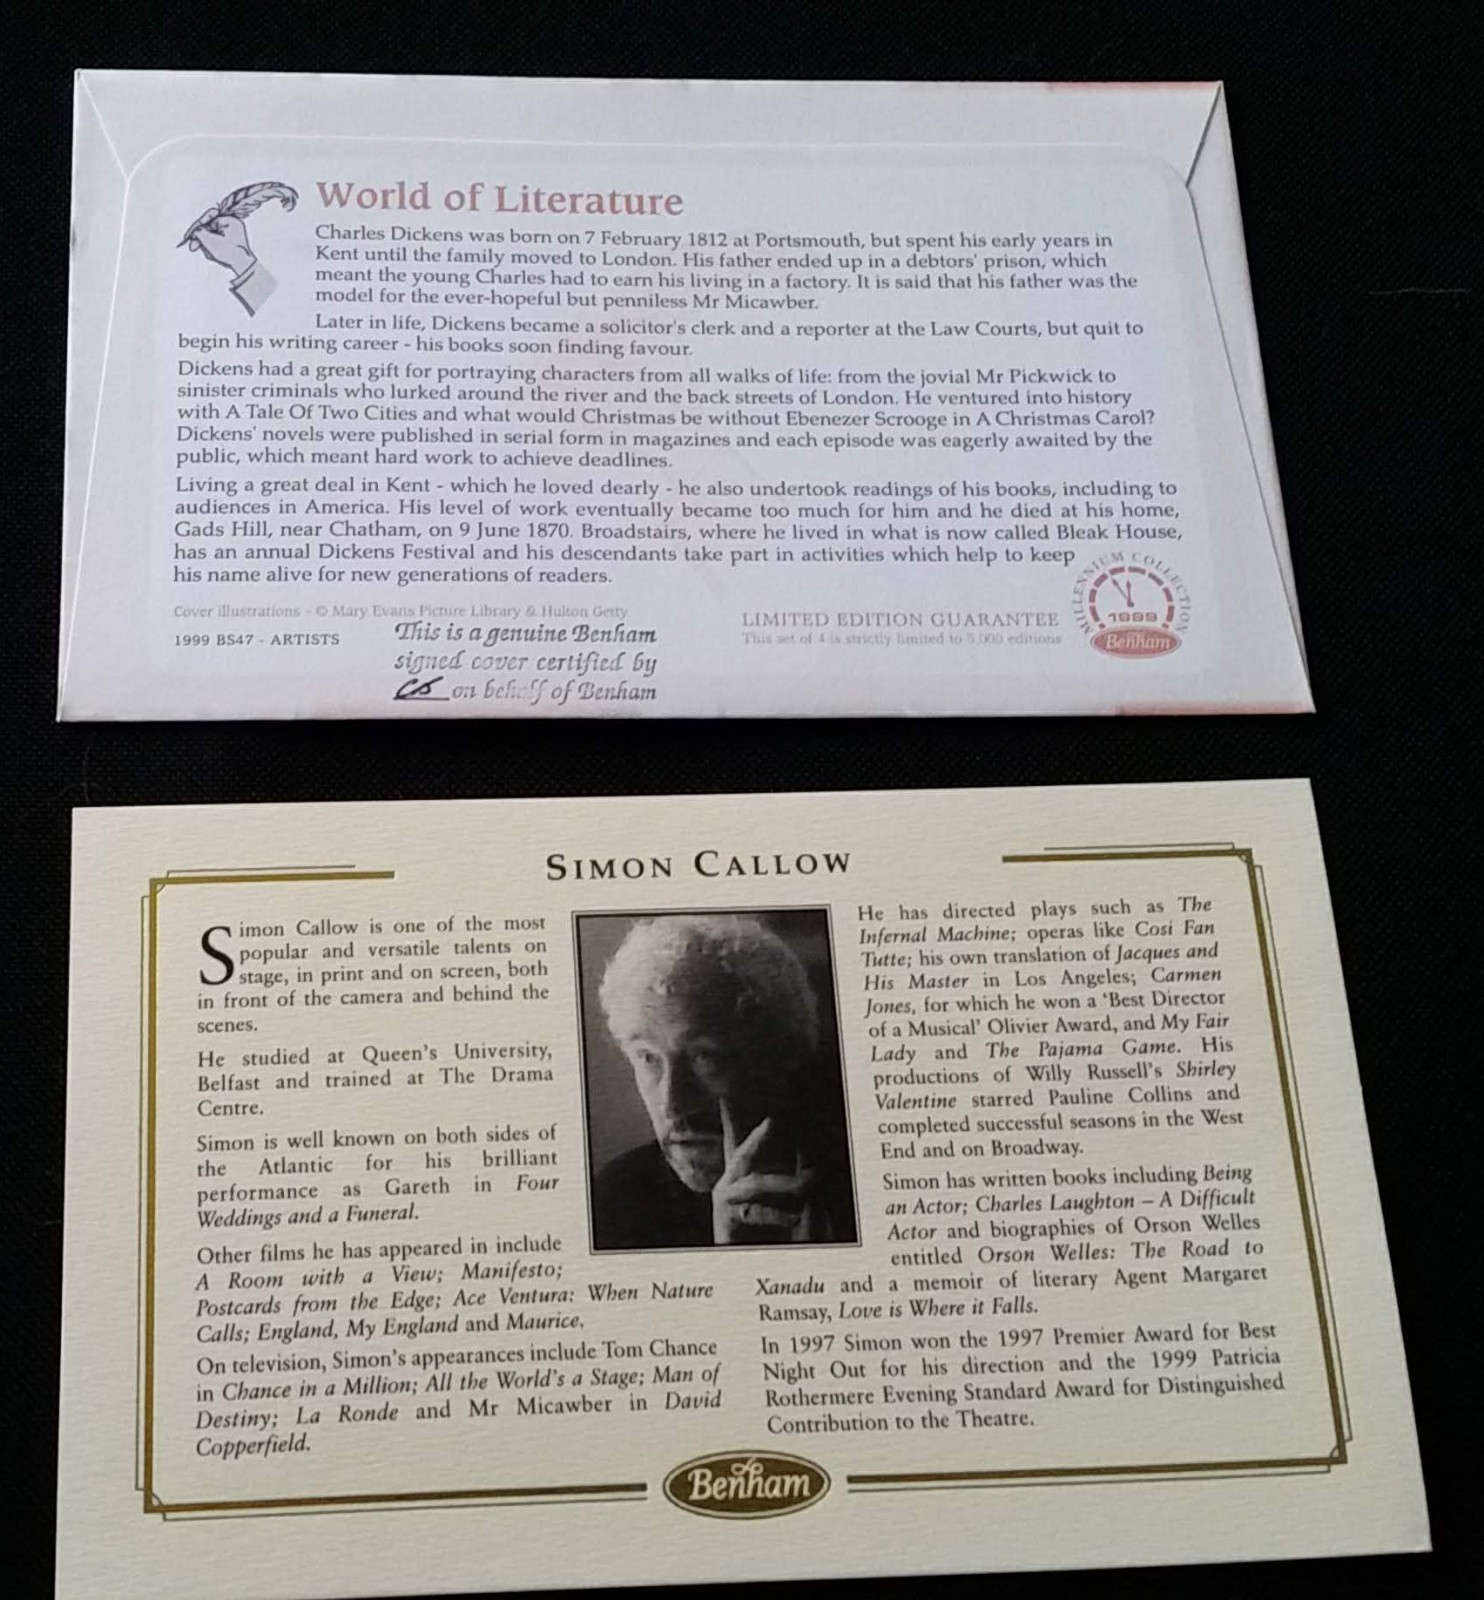 World of Literature
Charles Dickens was born on 7 February 1812 at Portsmouth, but spent his early years in
Kent until the family moved to London. His father ended up in a debtors' prison, which
meant the young Charles had to earn his living in a factory. It is said that his father was the
model for the ever-hopeful but penniless Mr Micawber.
Later in life, Dickens became a solicitor's clerk and a reporter at the Law Courts, but quit to
begin his writing career - his books soon finding favour.
Dickens had a great gift for portraying characters from all walks of life: from the jovial Mr Pickwick to
sinister criminals who lurked around the river and the back streets of London. He ventured into history
with A Tale Of Two Cities and what would Christmas be without Ebenezer Scrooge in A Christmas Carol?
Dickens' novels were published in serial form in magazines and each episode was eagerly awaited by the
public, which meant hard work to achieve deadlines.
Living a great deal in Kent - which he loved dearly - he also undertook readings of his books, including to
audiences in America. His level of work eventually became too much for him and he died at his home,
Gads Hill, near Chatham, on 9 June 1870. Broadstairs, where he lived in what is now called Bleak House,
has an annual Dickens Festival and his descendants take part in activities which help to keep
his name alive for new generations of readers.
Cover illustrations - © Mary Evans Picture Library & Hulton Getty
1999 BS47 - ARTISTS
This is a genuine Benham
signed cover certified by
CS on behalf of Benham
LIMITED EDITION GUARANTEE
This set of 4 is strictly limited to 5,000 editions
MILLENNIUM COLLECTION
1999
Benham
SIMON CALLOW
Simon Callow is one of the most
popular and versatile talents on
stage, in print and on screen, both
in front of the camera and behind the
scenes.
He studied at Queen's University,
Belfast and trained at The Drama
Centre.
Simon is well known on both sides of
the Atlantic for his brilliant
performance as Gareth in Four
Weddings and a Funeral.
Other films he has appeared in include
A Room with a View; Manifesto;
Postcards from the Edge; Ace Ventura: When Nature
Calls; England, My England and Maurice.
On television, Simon's appearances include Tom Chance
in Chance in a Million; All the World's a Stage; Man of
Destiny; La Ronde and Mr Micawber in David
Copperfield.
He has directed plays such as The
Infernal Machine; operas like Cosi Fan
Tutte; his own translation of Jacques and
His Master in Los Angeles; Carmen
Jones, for which he won a 'Best Director
of a Musical' Olivier Award, and My Fair
Lady and The Pajama Game. His
productions of Willy Russell's Shirley
Valentine starred Pauline Collins and
completed successful seasons in the West
End and on Broadway.
Simon has written books including Being
an Actor; Charles Laughton – A Difficult
Actor and biographies of Orson Welles
entitled Orson Welles: The Road to
Xanadu and a memoir of literary Agent Margaret
Ramsay, Love is Where it Falls.
In 1997 Simon won the 1997 Premier Award for Best
Night Out for his direction and the 1999 Patricia
Rothermere Evening Standard Award for Distinguished
Contribution to the Theatre.
Benham